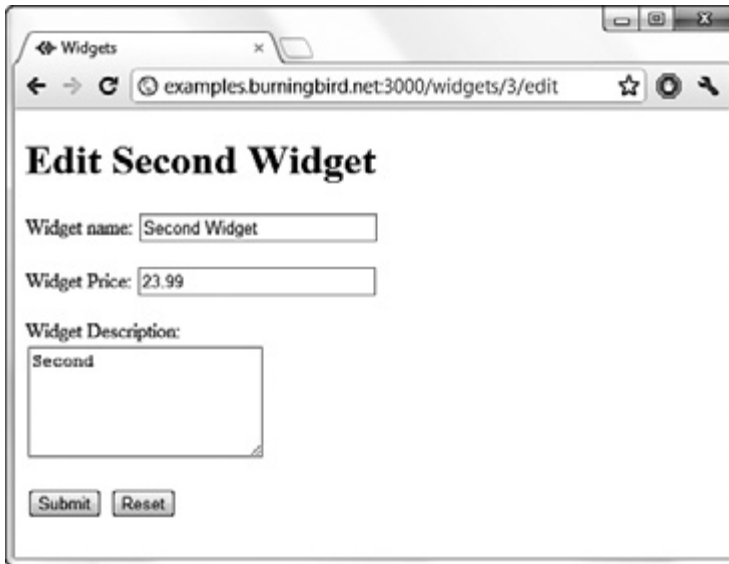 Widgets
examples.burningbird.net:3000/widgets/3/edit
Edit Second Widget
Widget name: Second Widget
Widget Price: 23.99
Widget Description:
Second
Submit Reset